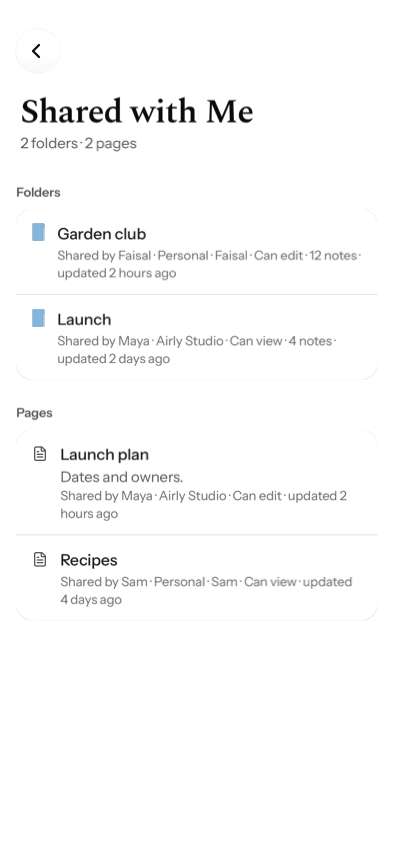 Shared with Me
2 folders · 2 pages
Folders
Garden club
Shared by Faisal · Personal · Faisal · Can edit · 12 notes ·
updated 2 hours ago
Launch
Shared by Maya · Airly Studio · Can view · 4 notes ·
updated 2 days ago
Pages
Launch plan
Dates and owners.
Shared by Maya · Airly Studio · Can edit · updated 2
hours ago
Recipes
Shared by Sam · Personal · Sam · Can view · updated
4 days ago